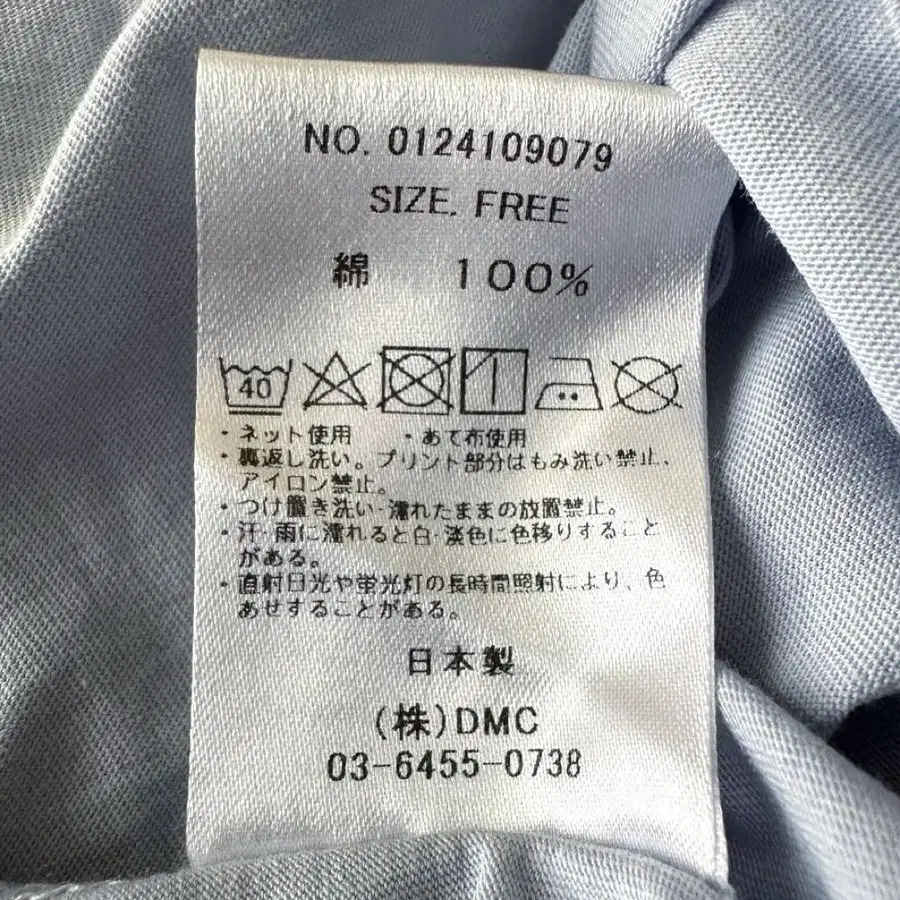 NO. 0124109079
SIZE. FREE
綿 100%
40
・ネット使用 ・あて布使用
・裏返し洗い。プリント部分はもみ洗い禁止、
アイロン禁止。
・つけ置き洗い・濡れたままの放置禁止。
・汗・雨に濡れると白・淡色に色移りすること
がある。
・直射日光や蛍光灯の長時間照射により、色
あせすることがある。
日本製
(株)DMC
03-6455-0738